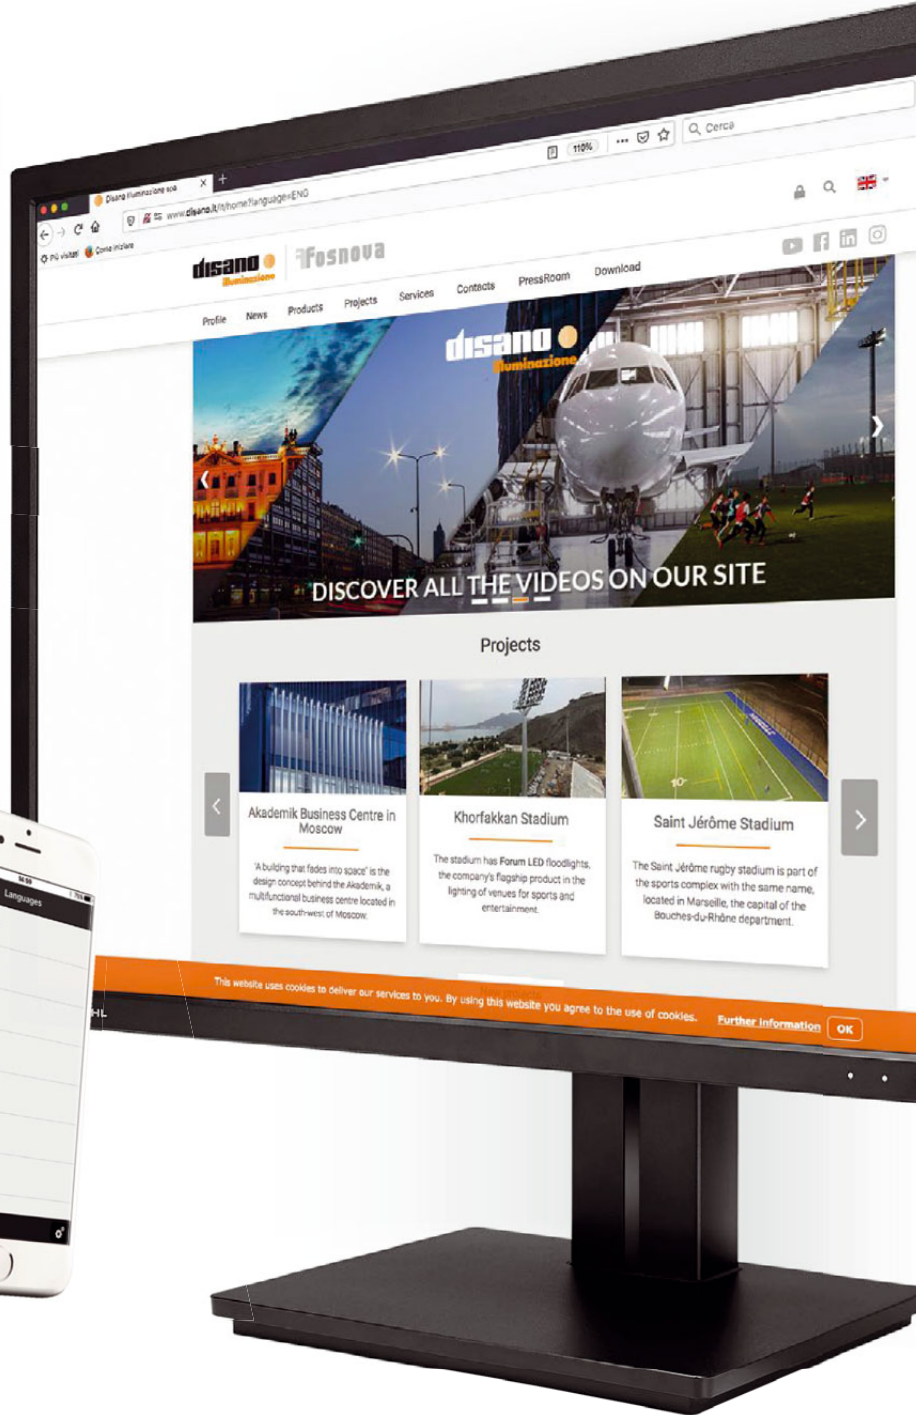 Disano illuminazione spa
www.disano.it/it/home?language=ENG
110%
Cerca
Più visitati
Come iniziare
disano
illuminazione
Fosnova
Profile
News
Products
Projects
Services
Contacts
PressRoom
Download
disano
illuminazione
DISCOVER ALL THE VIDEOS ON OUR SITE
Projects
Akademik Business Centre in
Moscow
"A building that fades into space" is the
design concept behind the Akademik, a
multifunctional business centre located in
the south-west of Moscow.
Khorfakkan Stadium
The stadium has Forum LED floodlights,
the company's flagship product in the
lighting of venues for sports and
entertainment.
Saint Jérôme Stadium
The Saint Jérôme rugby stadium is part of
the sports complex with the same name,
located in Marseille, the capital of the
Bouches-du-Rhône department.
This website uses cookies to deliver our services to you. By using this website you agree to the use of cookies.
Further information
OK
Languages
HL